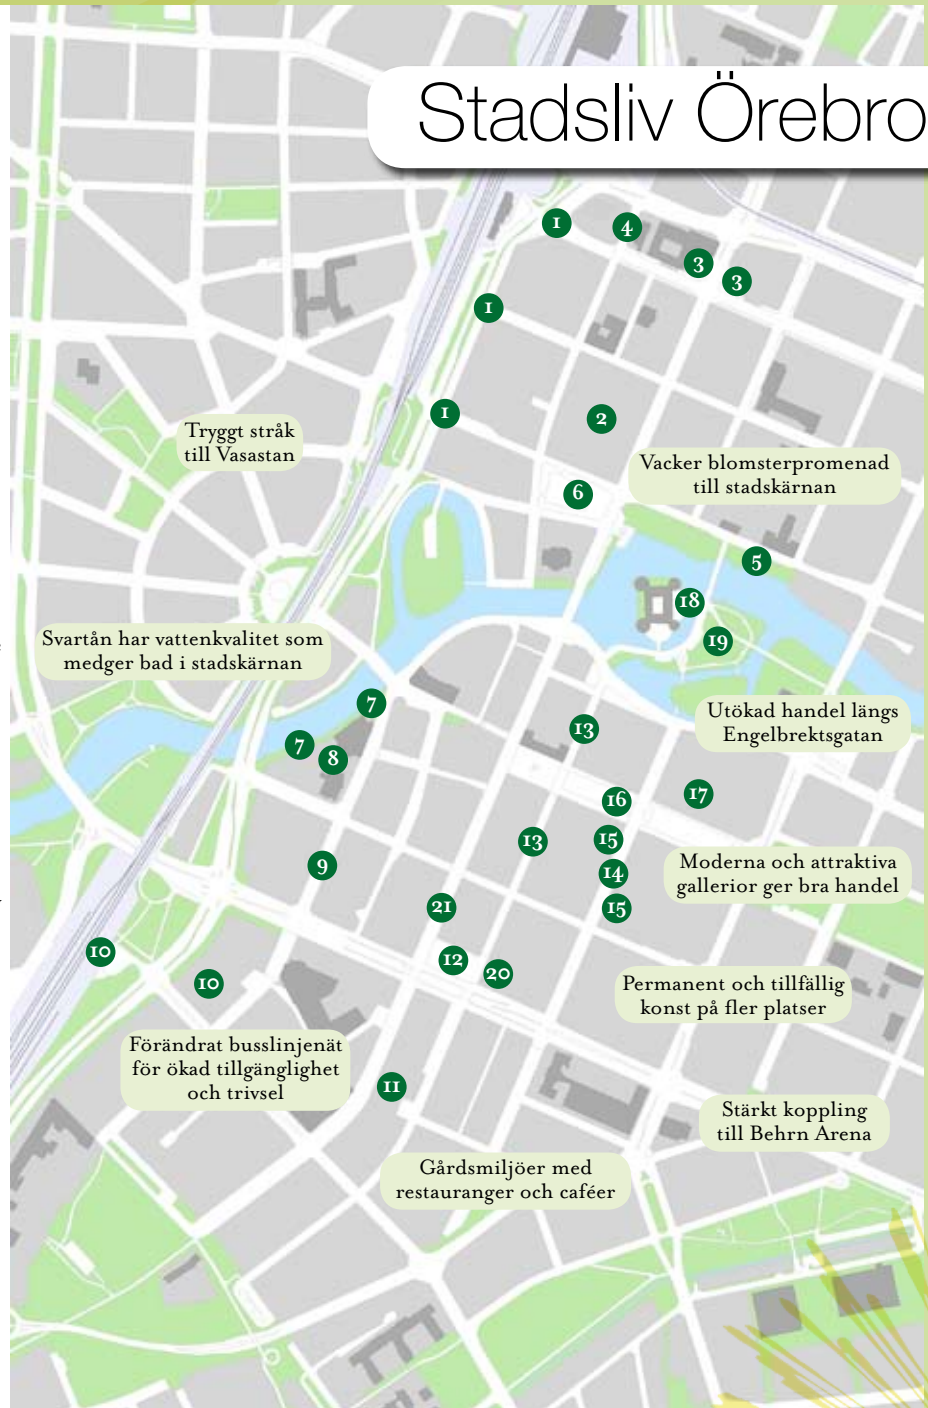 Stadsliv Örebro
1
4
3
3
1
1
2
Tryggt stråk
till Vasastan
Vacker blomsterpromenad
till stadskärnan
6
5
18
19
Svartån har vattenkvalitet som
medger bad i stadskärnan
7
7
8
13
Utökad handel längs
Engelbrektsgatan
16
17
15
13
14
Moderna och attraktiva
gallerior ger bra handel
9
21
15
10
12
20
10
Permanent och tillfällig
konst på fler platser
Förändrat busslinjenät
för ökad tillgänglighet
och trivsel
11
Stärkt koppling
till Behrn Arena
Gårdsmiljöer med
restauranger och caféer